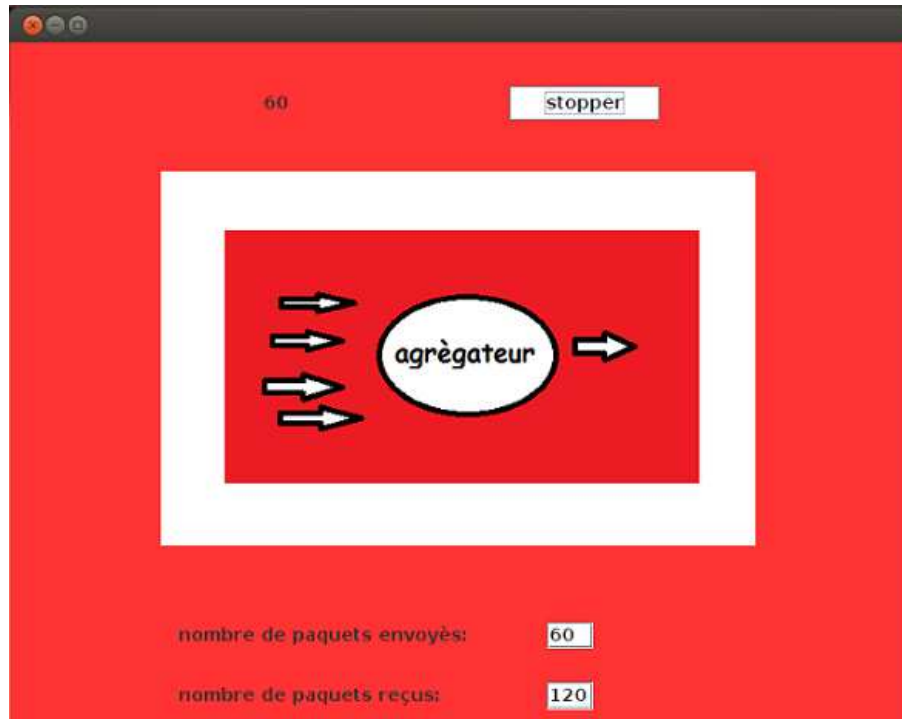 60
stopper
agrègateur
nombre de paquets envoyès:
60
nombre de paquets reçus:
120